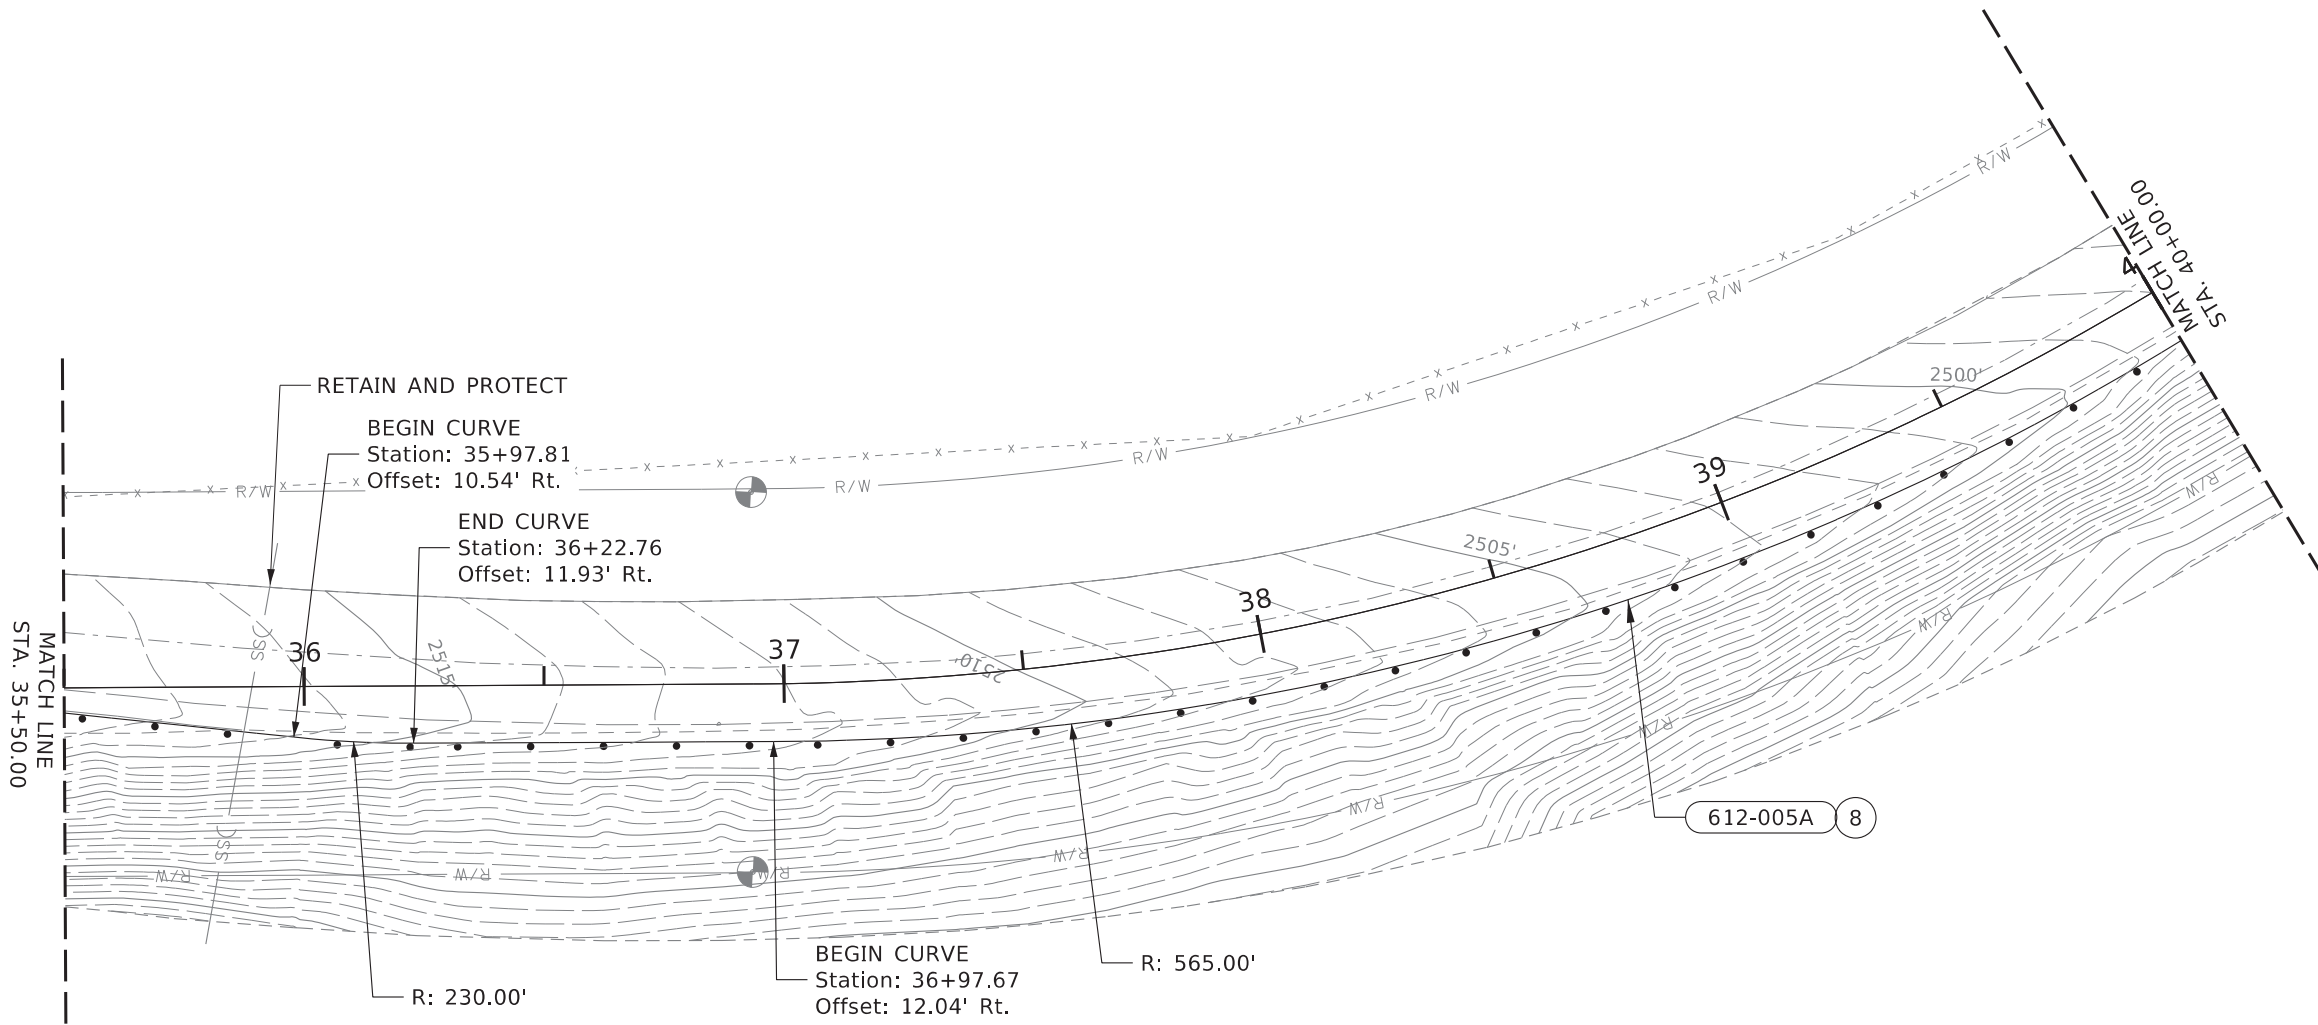 RETAIN AND PROTECT
BEGIN CURVE
Station: 35+97.81
Offset: 10.54' Rt.
END CURVE
Station: 36+22.76
Offset: 11.93' Rt.
MATCH LINE
STA. 35+50.00
MATCH LINE
STA. 40+00.00
36
37
38
39
4
2515'
2510'
2505'
2500'
R/W
R/W
R/W
R/W
R/W
R/W
SS
SS
R/W
R/W
R/W
R/W
R/W
R/W
R/W
R/W
612-005A
8
R: 230.00'
BEGIN CURVE
Station: 36+97.67
Offset: 12.04' Rt.
R: 565.00'